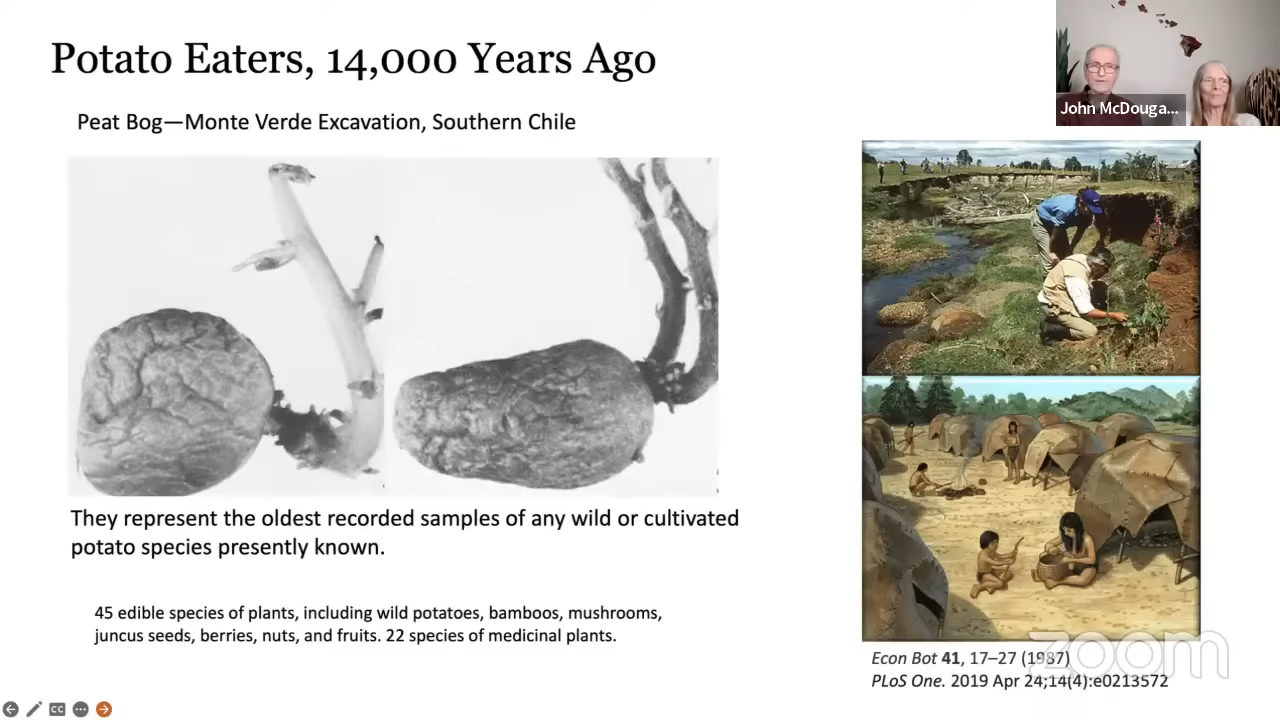 Potato Eaters, 14,000 Years Ago
John McDouga...
Peat Bog—Monte Verde Excavation, Southern Chile
They represent the oldest recorded samples of any wild or cultivated
potato species presently known.
45 edible species of plants, including wild potatoes, bamboos, mushrooms,
juncus seeds, berries, nuts, and fruits. 22 species of medicinal plants.
Econ Bot 41, 17–27 (1987)
PLoS One. 2019 Apr 24;14(4):e0213572
zoom
CC